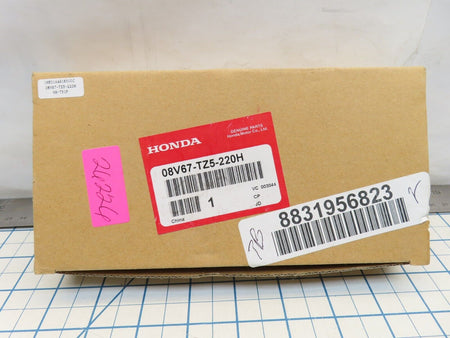 08V67-TZ5-220H
HONDA
GENUINE PARTS
Honda Motor Co., Ltd.
08V67-TZ5-220H
1
I/C 003044
CP
JD
China
24324
8831956823